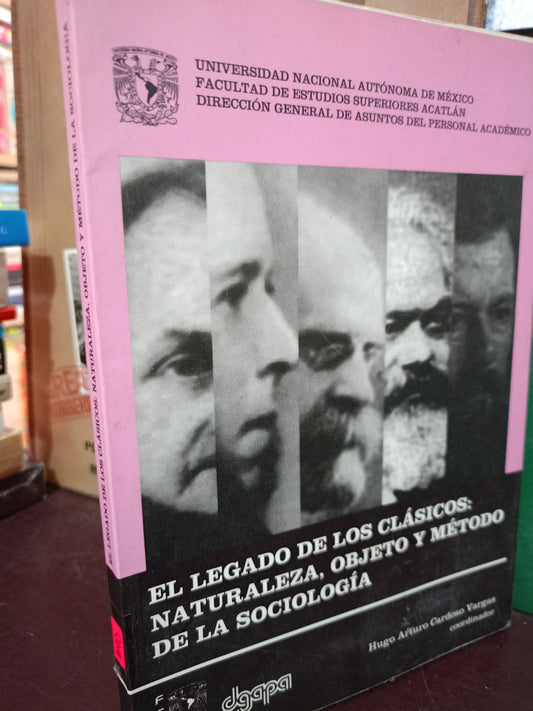 UNIVERSIDAD NACIONAL AUTÓNOMA DE MÉXICO
FACULTAD DE ESTUDIOS SUPERIORES ACATLÁN
DIRECCIÓN GENERAL DE ASUNTOS DEL PERSONAL ACADÉMICO
EL LEGADO DE LOS CLÁSICOS: NATURALEZA, OBJETO Y MÉTODO DE LA SOCIOLOGÍA
EL LEGADO DE LOS CLÁSICOS:
NATURALEZA, OBJETO Y MÉTODO
DE LA SOCIOLOGÍA
Hugo Arturo Cardoso Vargas
coordinador
dgapa